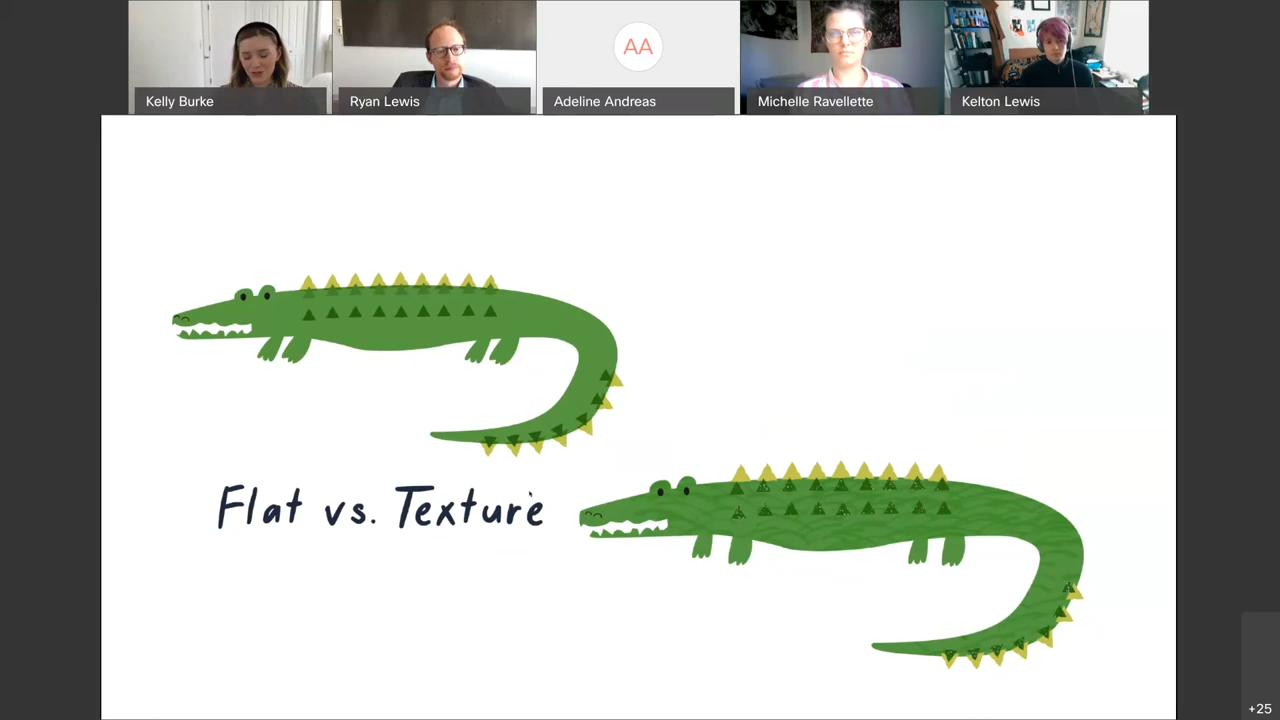 Kelly Burke
Ryan Lewis
AA
Adeline Andreas
Michelle Ravellette
Kelton Lewis
Flat vs. Texture
+25